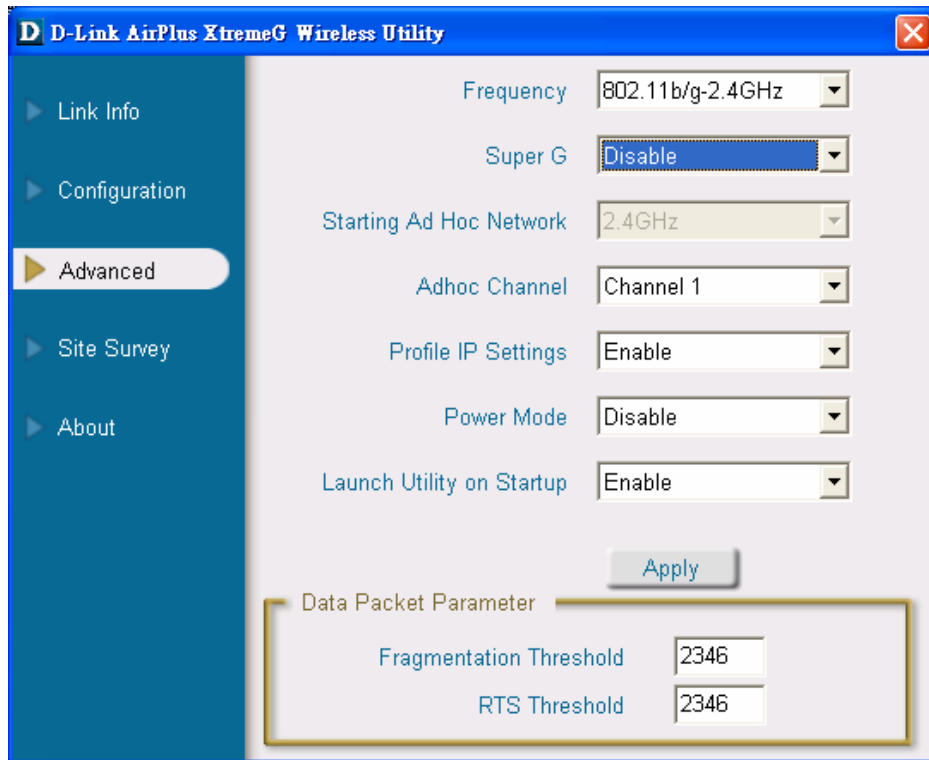 D D-Link AirPlus XtremeG Wireless Utility
Link Info
Configuration
Advanced
Site Survey
About
Frequency 802.11b/g-2.4GHz
Super G Disable
Starting Ad Hoc Network 2.4GHz
Adhoc Channel Channel 1
Profile IP Settings Enable
Power Mode Disable
Launch Utility on Startup Enable
Apply
Data Packet Parameter
Fragmentation Threshold 2346
RTS Threshold 2346